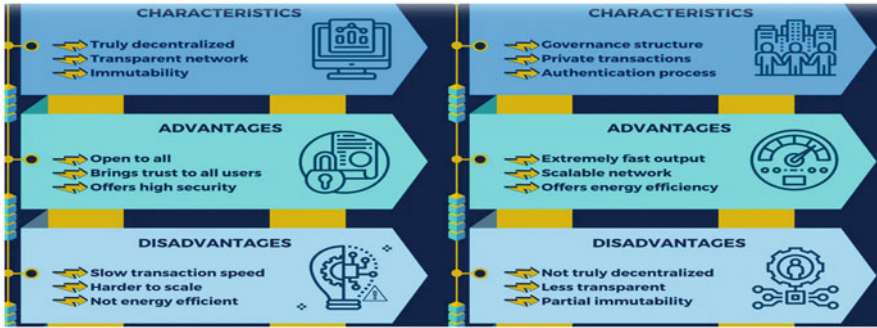 CHARACTERISTICS
Truly decentralized
Transparent network
Immutability
ADVANTAGES
Open to all
Brings trust to all users
Offers high security
DISADVANTAGES
Slow transaction speed
Harder to scale
Not energy efficient
CHARACTERISTICS
Governance structure
Private transactions
Authentication process
ADVANTAGES
Extremely fast output
Scalable network
Offers energy efficiency
DISADVANTAGES
Not truly decentralized
Less transparent
Partial immutability